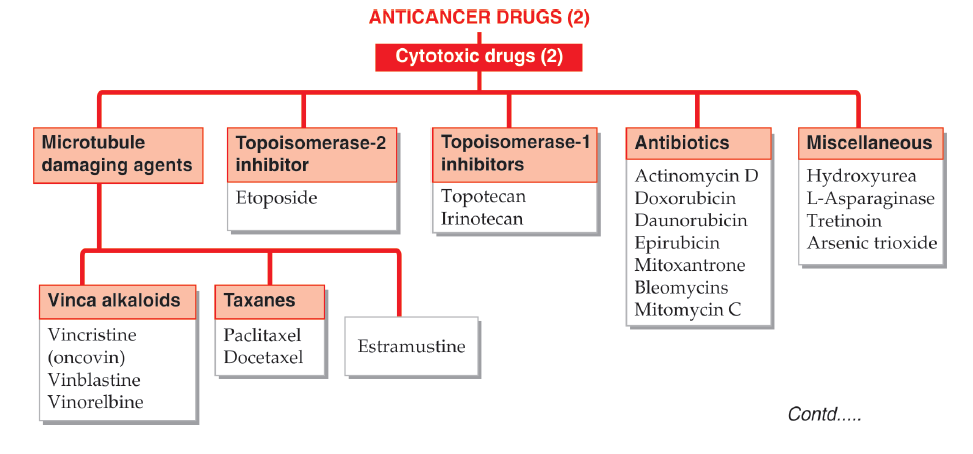 ANTICANCER DRUGS (2)
Cytotoxic drugs (2)
Microtubule
damaging agents
Topoisomerase-2
inhibitor
Etoposide
Topoisomerase-1
inhibitors
Topotecan
Irinotecan
Antibiotics
Actinomycin D
Doxorubicin
Daunorubicin
Epirubicin
Mitoxantrone
Bleomycins
Mitomycin C
Miscellaneous
Hydroxyurea
L-Asparaginase
Tretinoin
Arsenic trioxide
Vinca alkaloids
Vincristine
(oncovin)
Vinblastine
Vinorelbine
Taxanes
Paclitaxel
Docetaxel
Estramustine
Contd.....